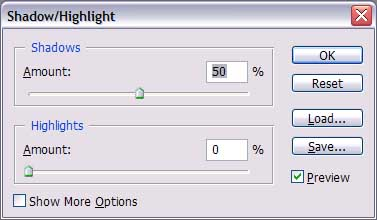 Shadow/Highlight
Shadows
Amount: 50 %
Highlights
Amount: 0 %
Show More Options
OK
Reset
Load...
Save...
Preview